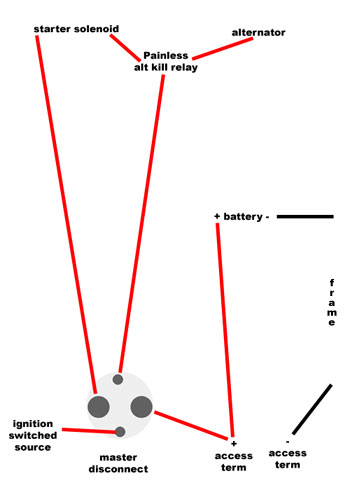 starter solenoid
alternator
Painless
alt kill relay
+ battery -
f
r
a
m
e
ignition
switched
source
master
disconnect
+
access
term
-
access
term